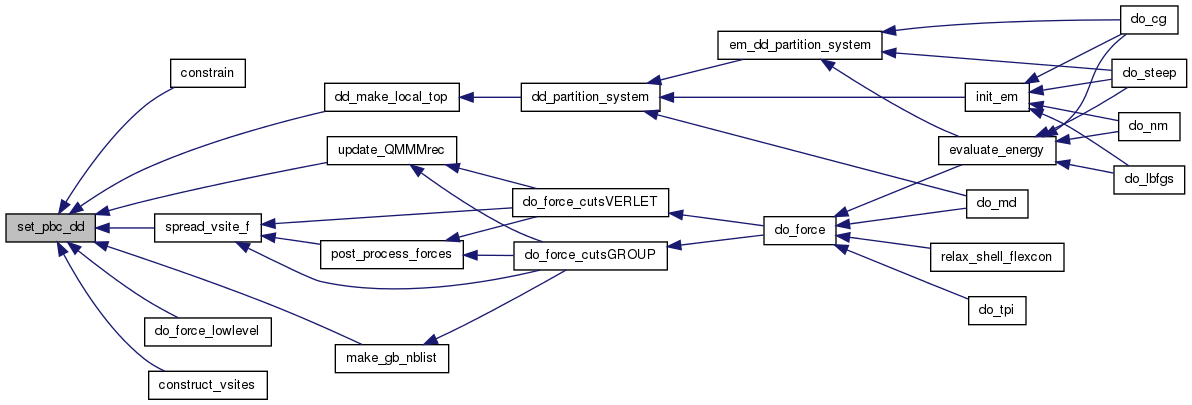 set_pbc_dd
constrain
dd_make_local_top
update_QMMMrec
spread_vsite_f
post_process_forces
do_force_lowlevel
make_gb_nblist
construct_vsites
dd_partition_system
do_force_cutsVERLET
do_force_cutsGROUP
em_dd_partition_system
do_force
init_em
evaluate_energy
do_md
relax_shell_flexcon
do_tpi
do_cg
do_steep
do_nm
do_lbfgs